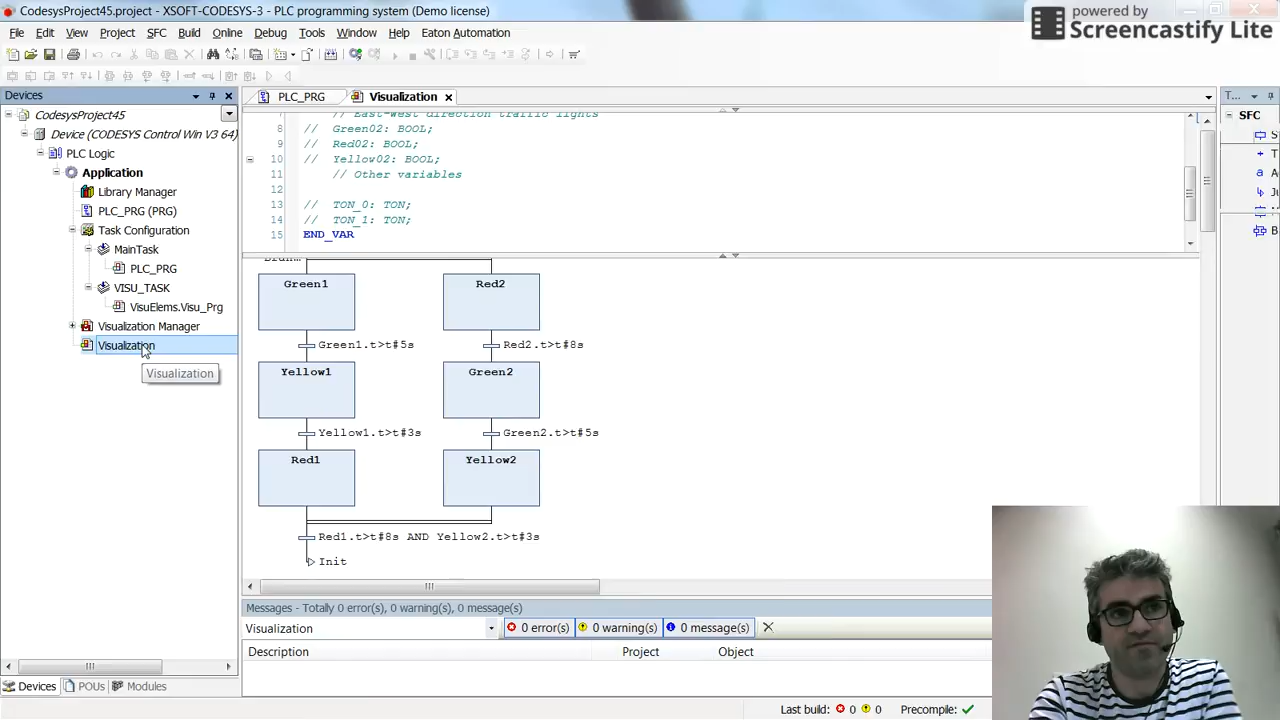 CodesysProject45.project - XSOFT-CODESYS-3 - PLC programming system (Demo license)
powered by
Screencastify Lite
File Edit View Project SFC Build Online Debug Tools Window Help Eaton Automation
Devices
PLC_PRG
Visualization
T...
CodesysProject45
Device (CODESYS Control Win V3 64)
PLC Logic
Application
Library Manager
PLC_PRG (PRG)
Task Configuration
MainTask
PLC_PRG
VISU_TASK
VisuElems.Visu_Prg
Visualization Manager
Visualization
Visualization
7 // East-West direction traffic lights
8 // Green02: BOOL;
9 // Red02: BOOL;
10 // Yellow02: BOOL;
11 // Other variables
12
13 // TON_0: TON;
14 // TON_1: TON;
15 END_VAR
SFC
Green1
Red2
Green1.t>t#5s
Red2.t>t#8s
Yellow1
Green2
Yellow1.t>t#3s
Green2.t>t#5s
Red1
Yellow2
Red1.t>t#8s AND Yellow2.t>t#3s
Init
Messages - Totally 0 error(s), 0 warning(s), 0 message(s)
Visualization
0 error(s)
0 warning(s)
0 message(s)
Description Project Object
Devices POUs Modules
Last build: 0 0 Precompile: